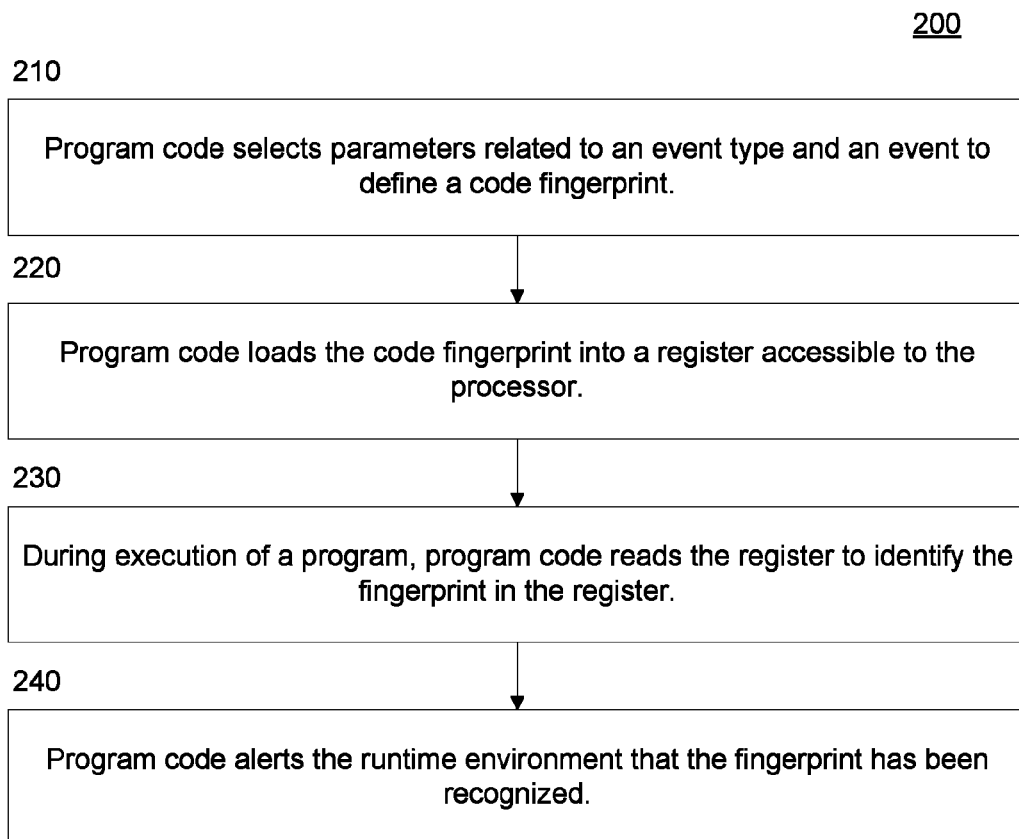 200
210
Program code selects parameters related to an event type and an event to
define a code fingerprint.
220
Program code loads the code fingerprint into a register accessible to the
processor.
230
During execution of a program, program code reads the register to identify the
fingerprint in the register.
240
Program code alerts the runtime environment that the fingerprint has been
recognized.